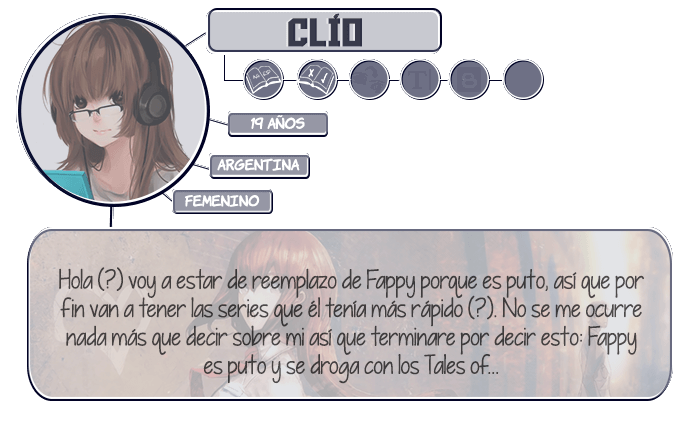 CLÍO
19 AÑOS
ARGENTINA
FEMENINO
Hola (?) voy a estar de reemplazo de Fappy porque es puto, así que por
fin van a tener las series que él tenía más rápido (?). No se me ocurre
nada más que decir sobre mi así que terminare por decir esto: Fappy
es puto y se droga con los Tales of...